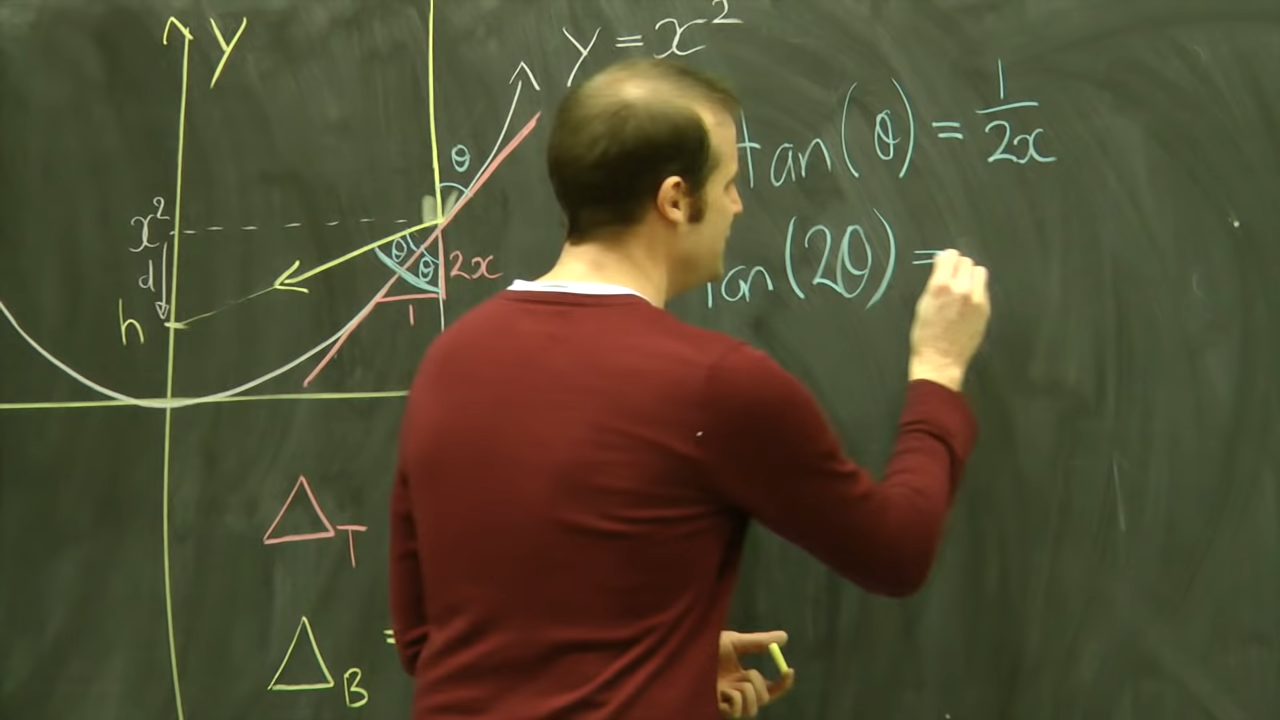 y
y = x²
θ
tan(θ) = 1/2x
x²
d
θ θ 2x
tan(2θ) =
h
1
△T
△B =